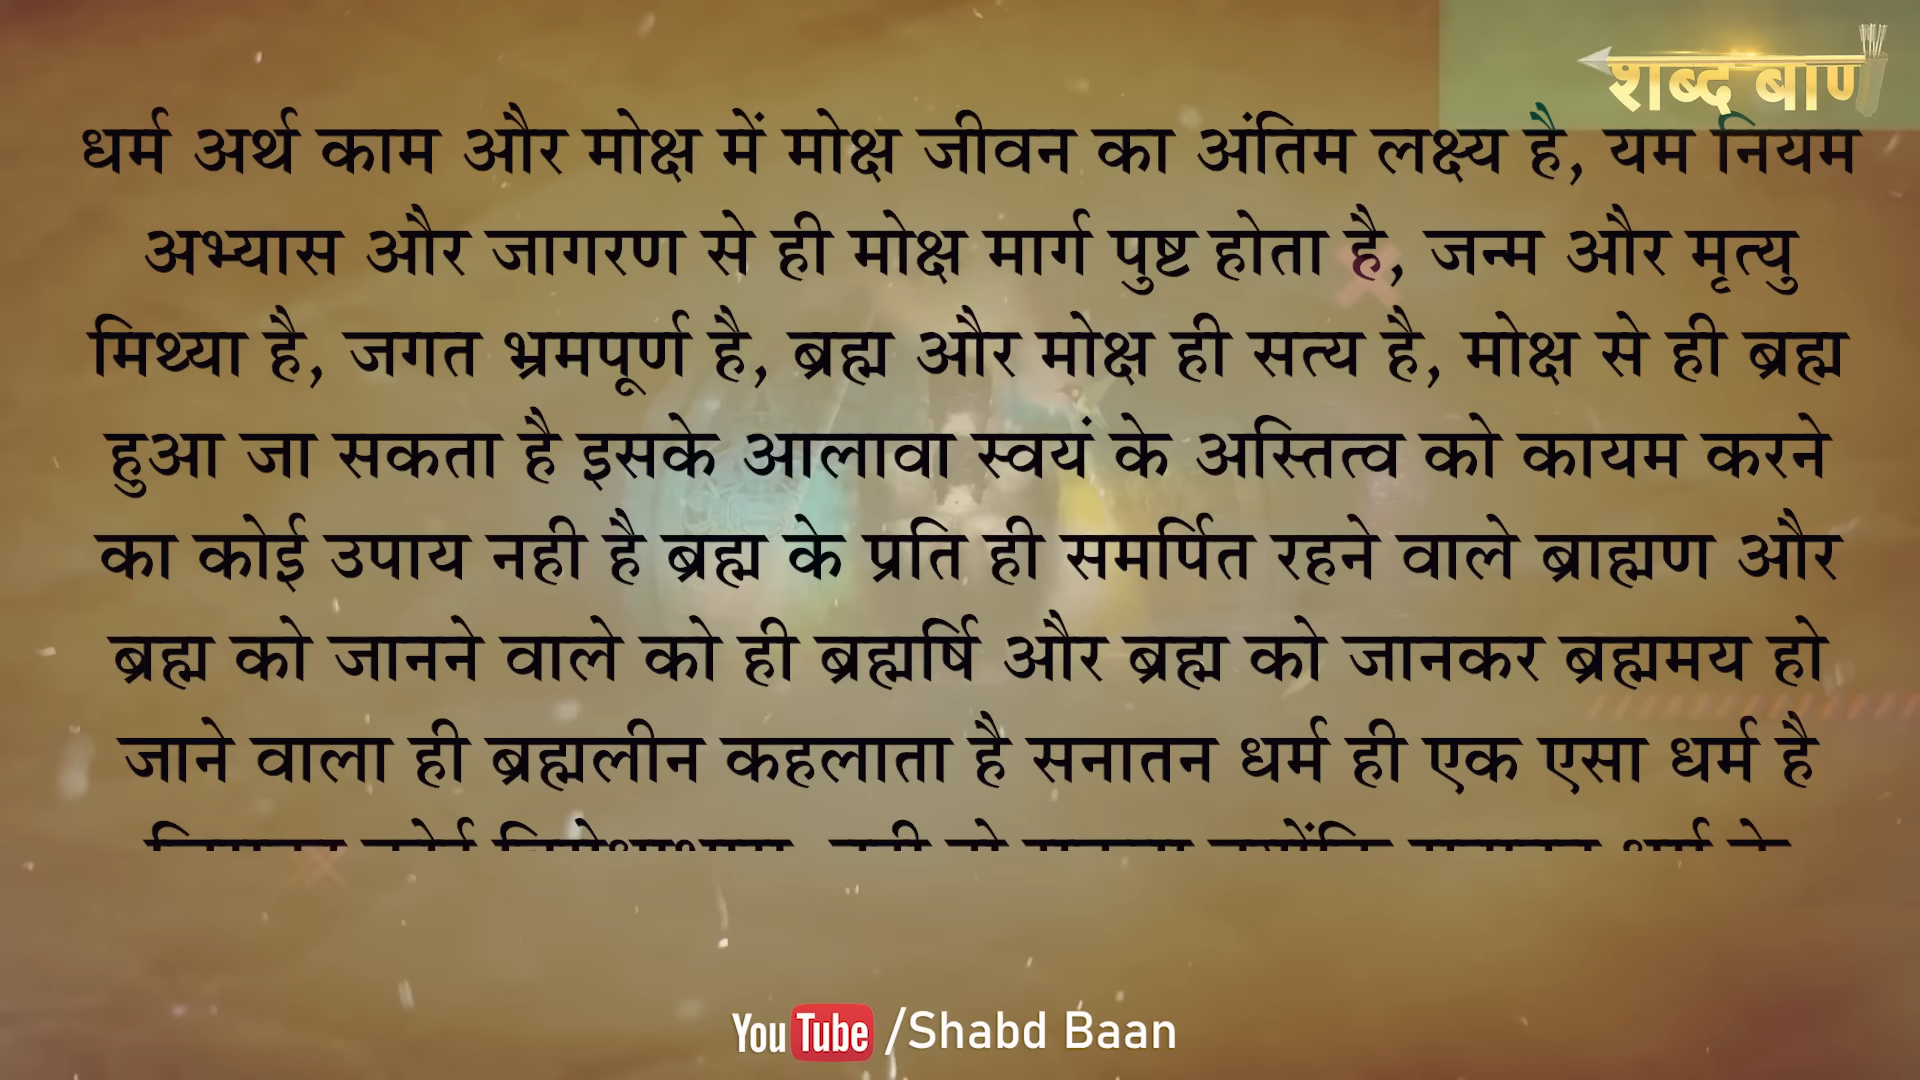 शब्द बाण
धर्म अर्थ काम और मोक्ष में मोक्ष जीवन का अंतिम लक्ष्य है, यम नियम
अभ्यास और जागरण से ही मोक्ष मार्ग पुष्ट होता है, जन्म और मृत्यु
मिथ्या है, जगत भ्रमपूर्ण है, ब्रह्म और मोक्ष ही सत्य है, मोक्ष से ही ब्रह्म
हुआ जा सकता है इसके आलावा स्वयं के अस्तित्व को कायम करने
का कोई उपाय नही है ब्रह्म के प्रति ही समर्पित रहने वाले ब्राह्मण और
ब्रह्म को जानने वाले को ही ब्रह्मर्षि और ब्रह्म को जानकर ब्रह्ममय हो
जाने वाला ही ब्रह्मलीन कहलाता है सनातन धर्म ही एक एसा धर्म है
YouTube /Shabd Baan